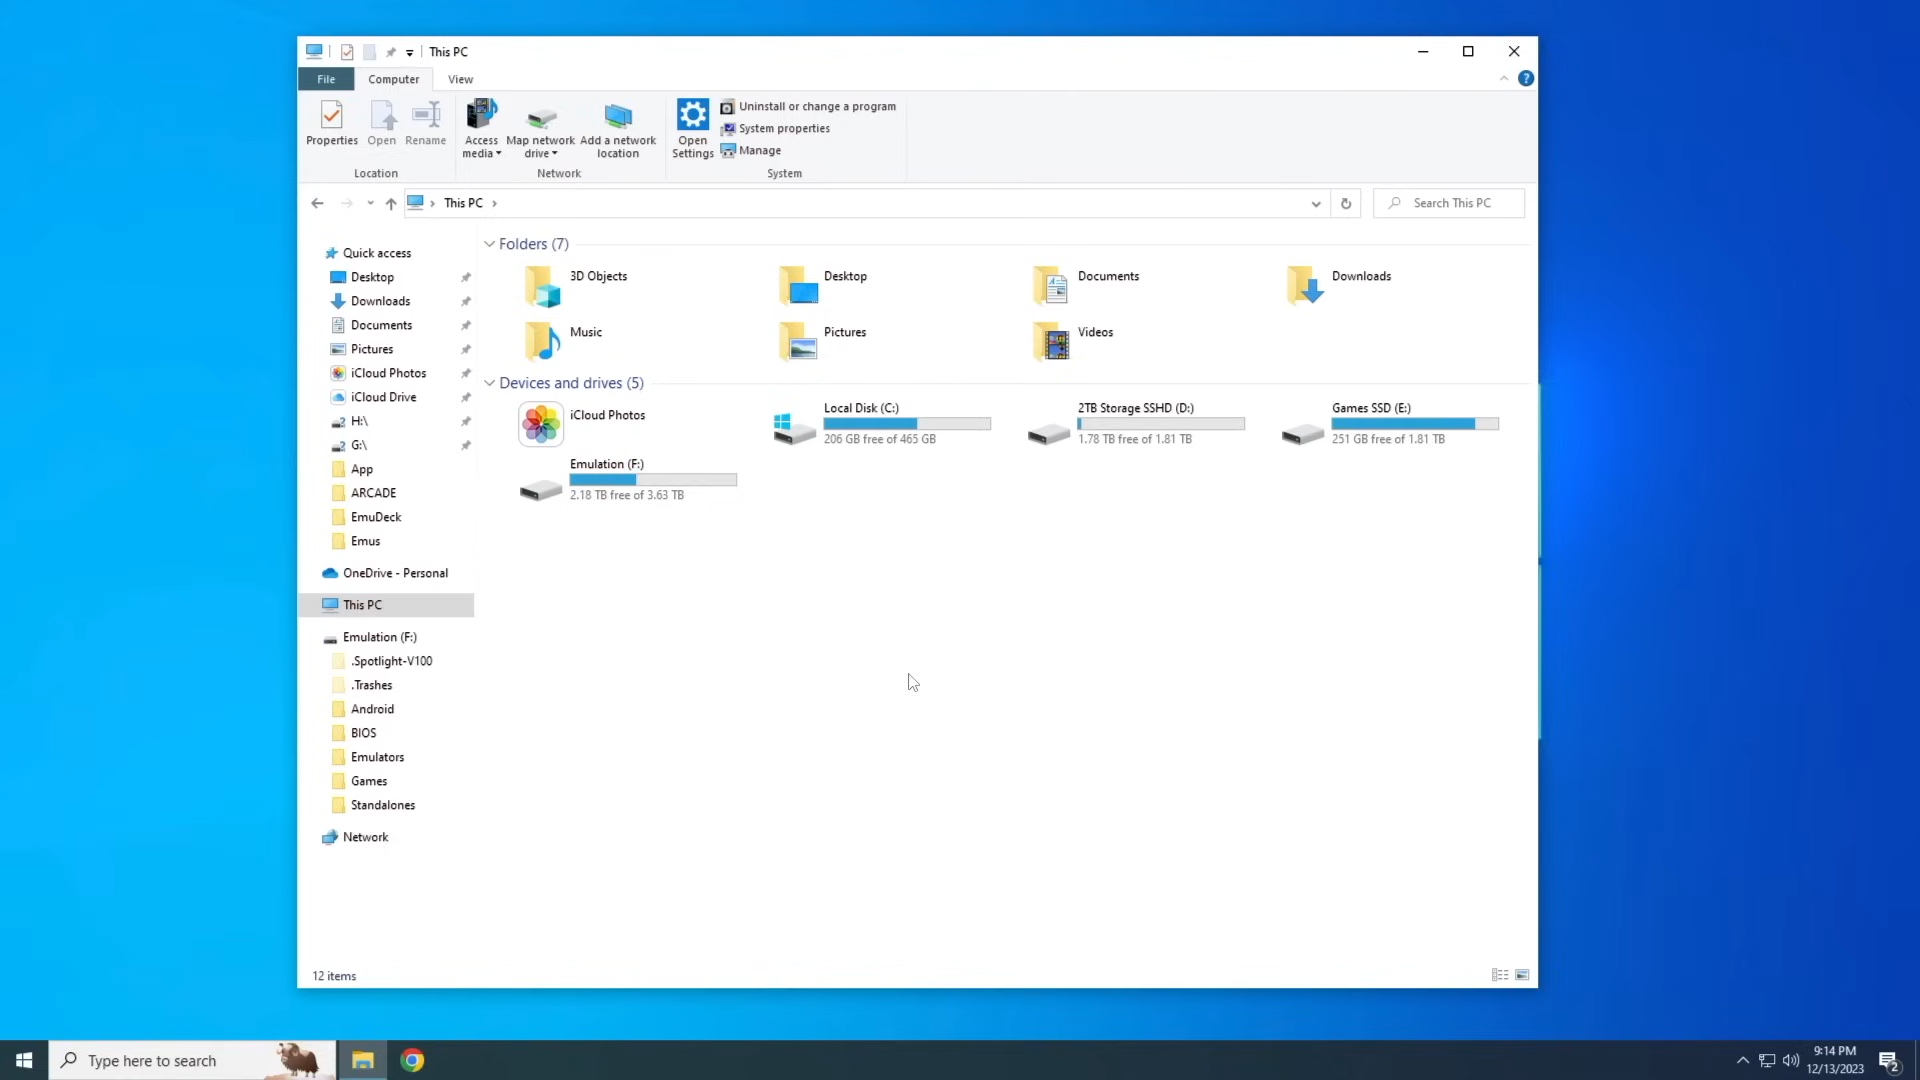 This PC
File
Computer
View
Properties
Open
Rename
Access media
Map network drive
Add a network location
Open Settings
Uninstall or change a program
System properties
Manage
Location
Network
System
This PC
Search This PC
Quick access
Desktop
Downloads
Documents
Pictures
iCloud Photos
iCloud Drive
H:\
G:\
App
ARCADE
EmuDeck
Emus
OneDrive - Personal
This PC
Emulation (F:)
.Spotlight-V100
.Trashes
Android
BIOS
Emulators
Games
Standalones
Network
Folders (7)
3D Objects
Desktop
Documents
Downloads
Music
Pictures
Videos
Devices and drives (5)
iCloud Photos
Local Disk (C:)
206 GB free of 465 GB
2TB Storage SSHD (D:)
1.78 TB free of 1.81 TB
Games SSD (E:)
251 GB free of 1.81 TB
Emulation (F:)
2.18 TB free of 3.63 TB
12 items
Type here to search
9:14 PM
12/13/2023
2